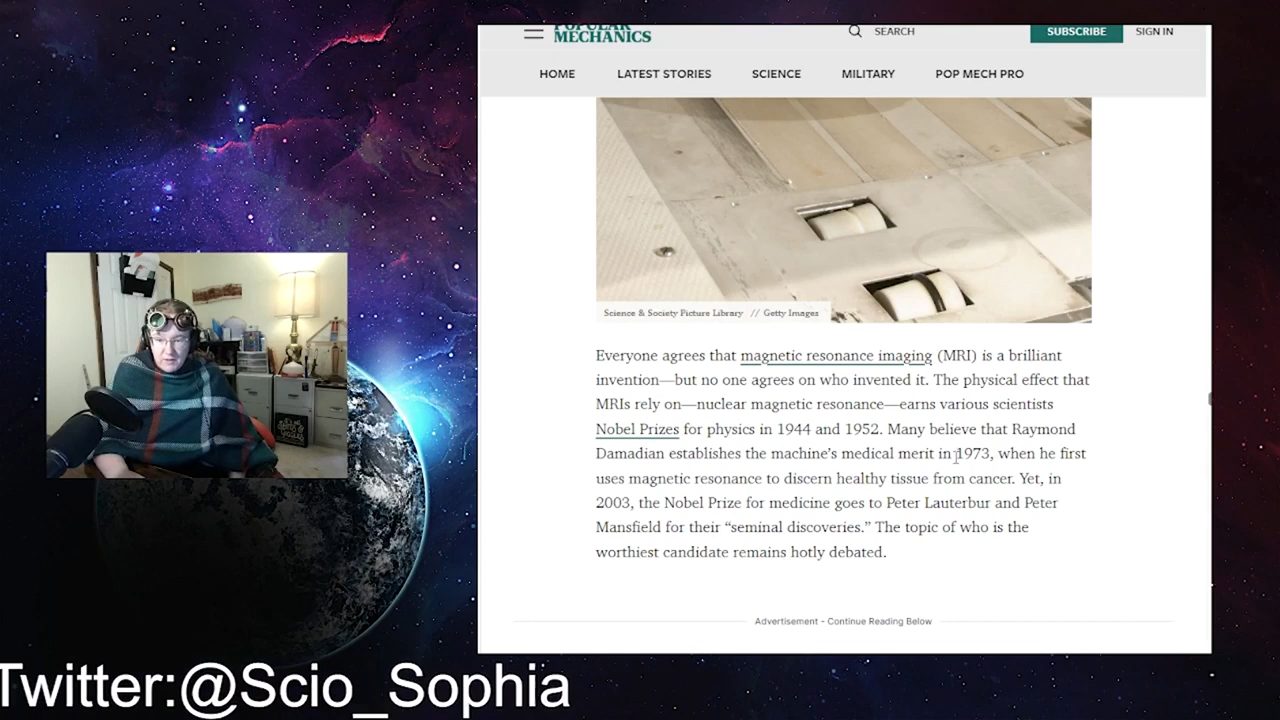 POPULAR
MECHANICS
SEARCH
SUBSCRIBE
SIGN IN
HOME
LATEST STORIES
SCIENCE
MILITARY
POP MECH PRO
Science & Society Picture Library // Getty Images
Everyone agrees that magnetic resonance imaging (MRI) is a brilliant
invention—but no one agrees on who invented it. The physical effect that
MRIs rely on—nuclear magnetic resonance—earns various scientists
Nobel Prizes for physics in 1944 and 1952. Many believe that Raymond
Damadian establishes the machine's medical merit in 1973, when he first
uses magnetic resonance to discern healthy tissue from cancer. Yet, in
2003, the Nobel Prize for medicine goes to Peter Lauterbur and Peter
Mansfield for their “seminal discoveries.” The topic of who is the
worthiest candidate remains hotly debated.
Advertisement - Continue Reading Below
Twitter:@Scio_Sophia